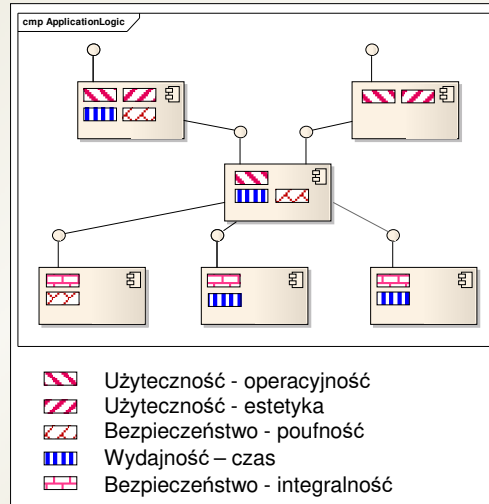 cmp ApplicationLogic
Użyteczność - operacyjność
Użyteczność - estetyka
Bezpieczeństwo - poufność
Wydajność – czas
Bezpieczeństwo - integralność